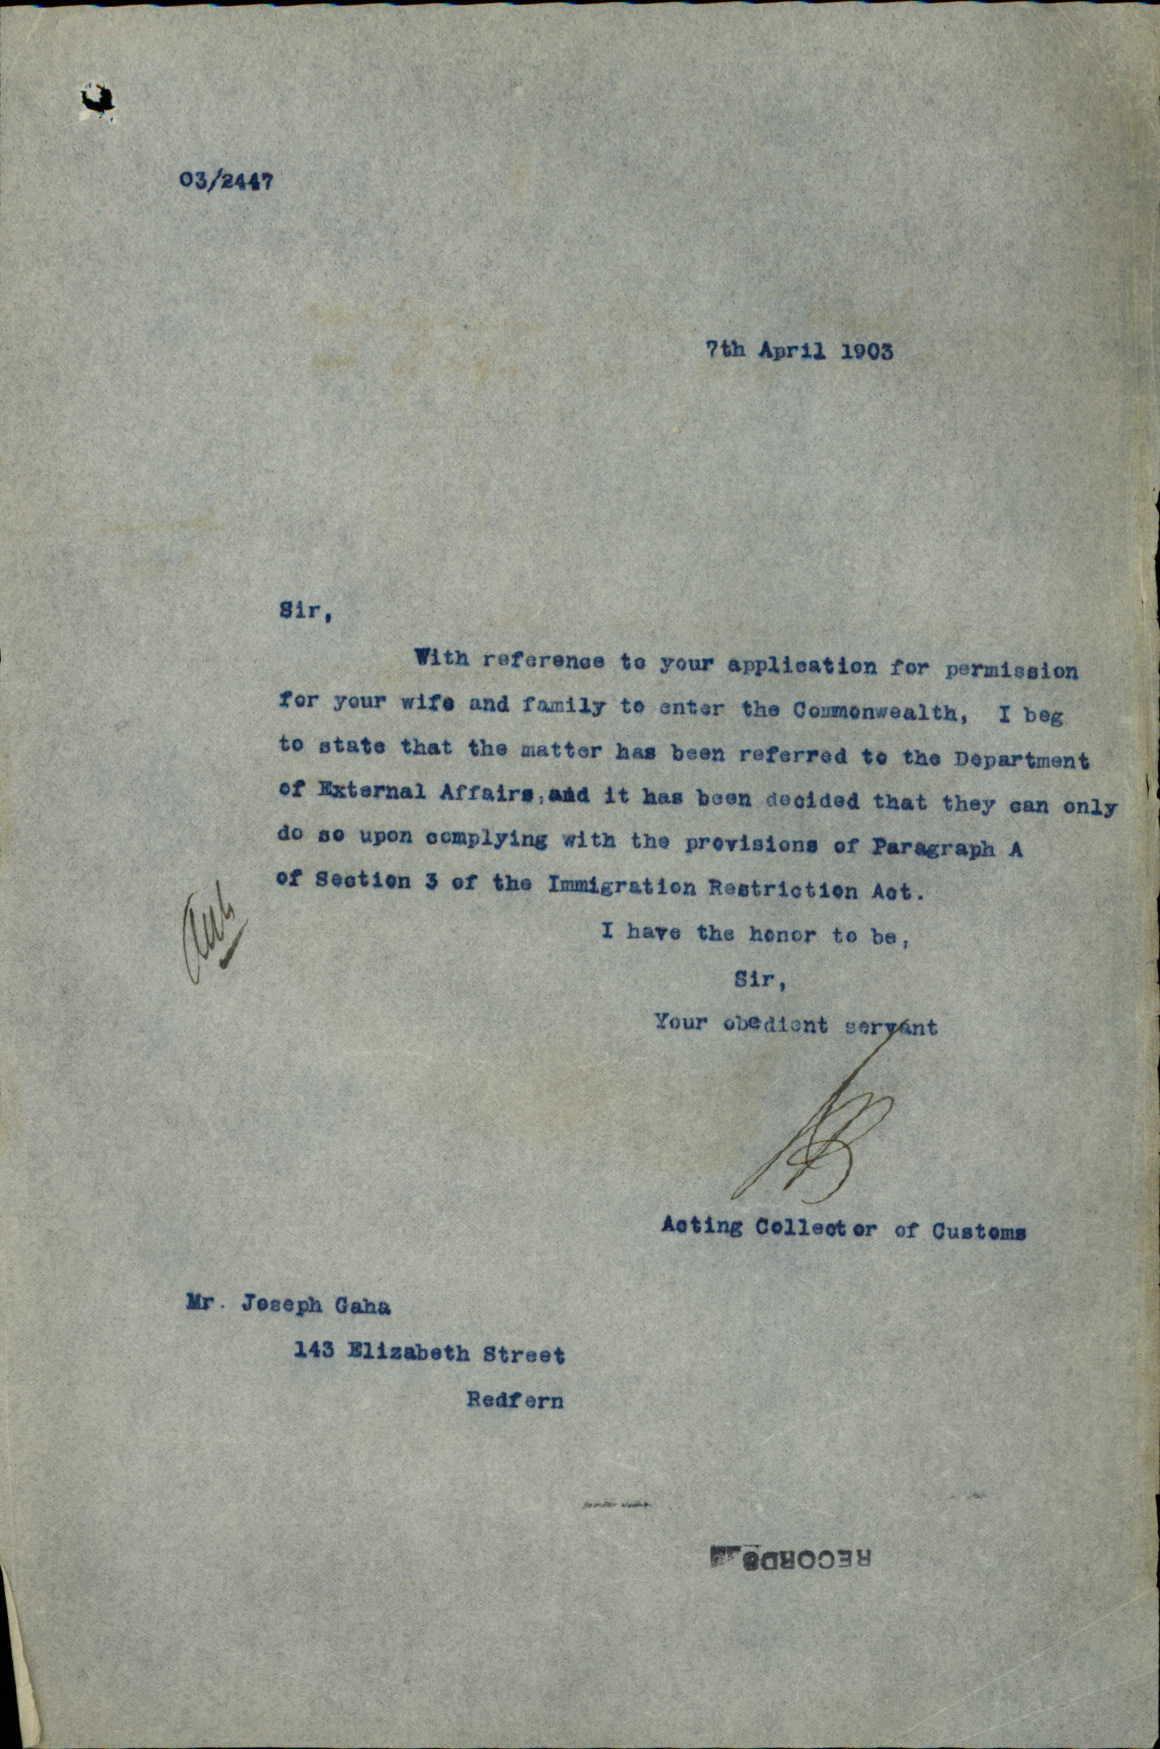 03/2447
7th April 1903
Sir,
With reference to your application for permission
for your wife and family to enter the Commonwealth, I beg
to state that the matter has been referred to the Department
of External Affairs, and it has been decided that they can only
do so upon complying with the provisions of Paragraph A
of Section 3 of the Immigration Restriction Act.
I have the honor to be,
Sir,
Your obedient servant
Acting Collector of Customs
Mr. Joseph Gaha
143 Elizabeth Street
Redfern
RECORDS